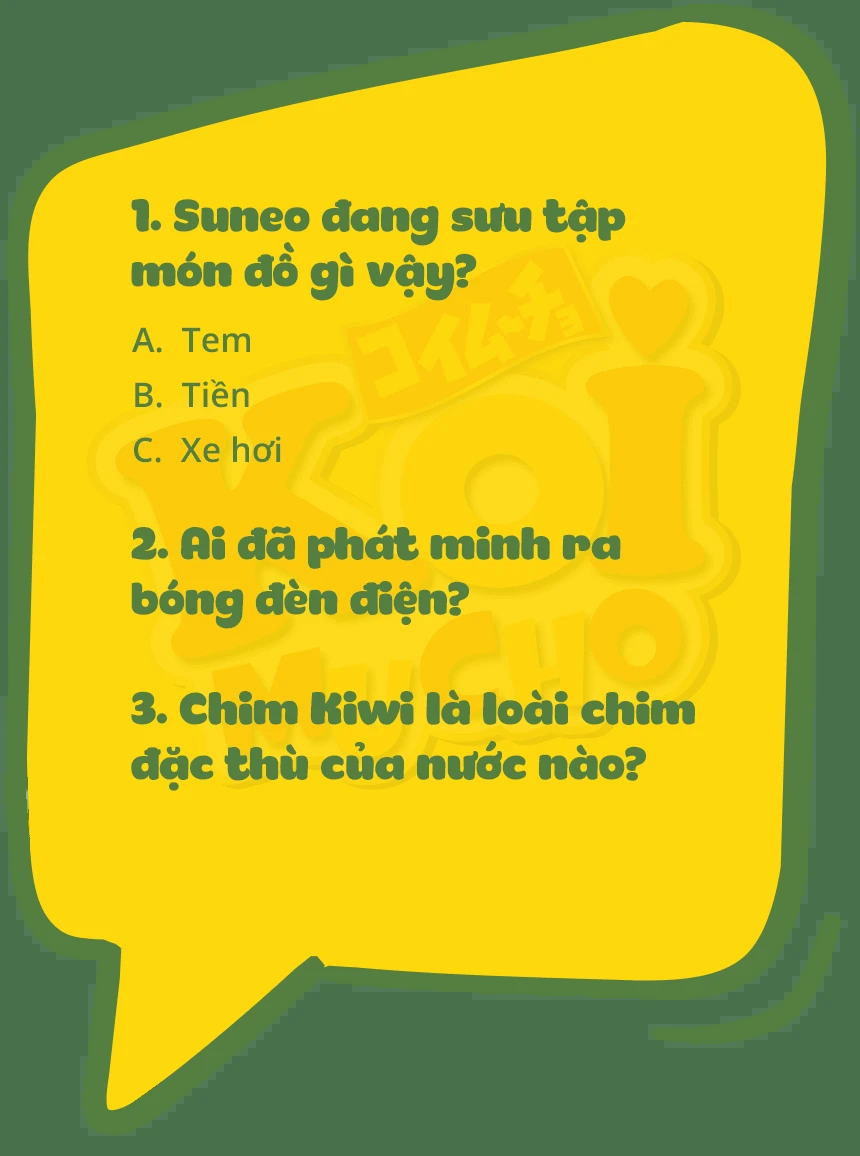 1. Suneo đang sưu tập
món đồ gì vậy?
A. Tem
B. Tiền
C. Xe hơi
コイムーチョ
KOI
MUCHO
2. Ai đã phát minh ra
bóng đèn điện?
3. Chim Kiwi là loài chim
đặc thù của nước nào?